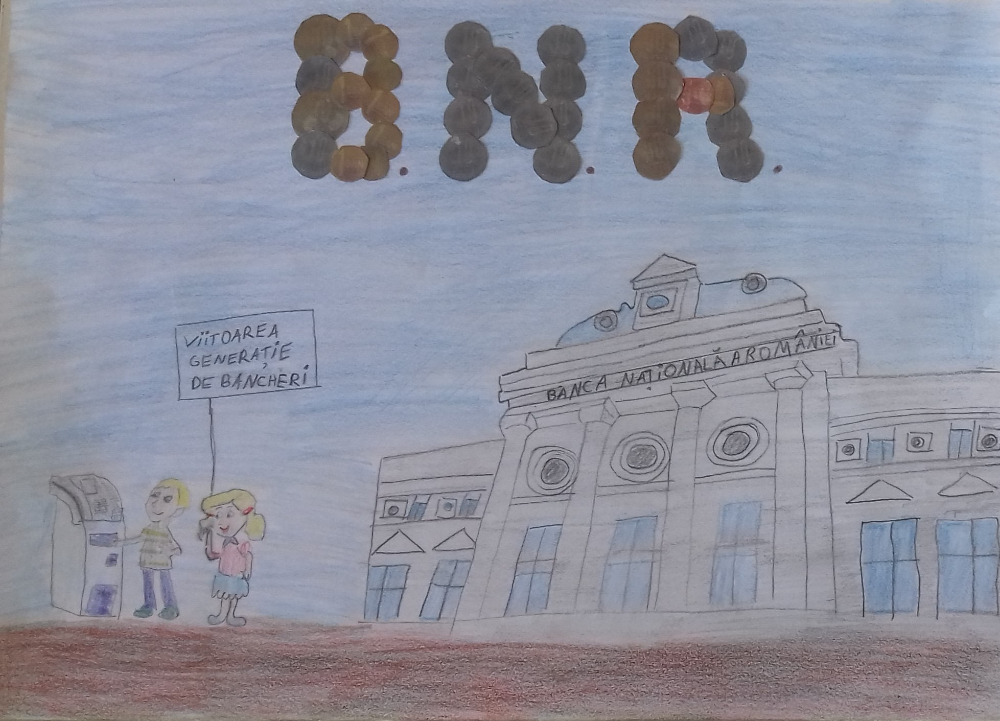 B.N.R.
VIITOAREA
GENERAȚIE
DE BANCHERI
BANCA NAȚIONALĂ A ROMÂNIEI